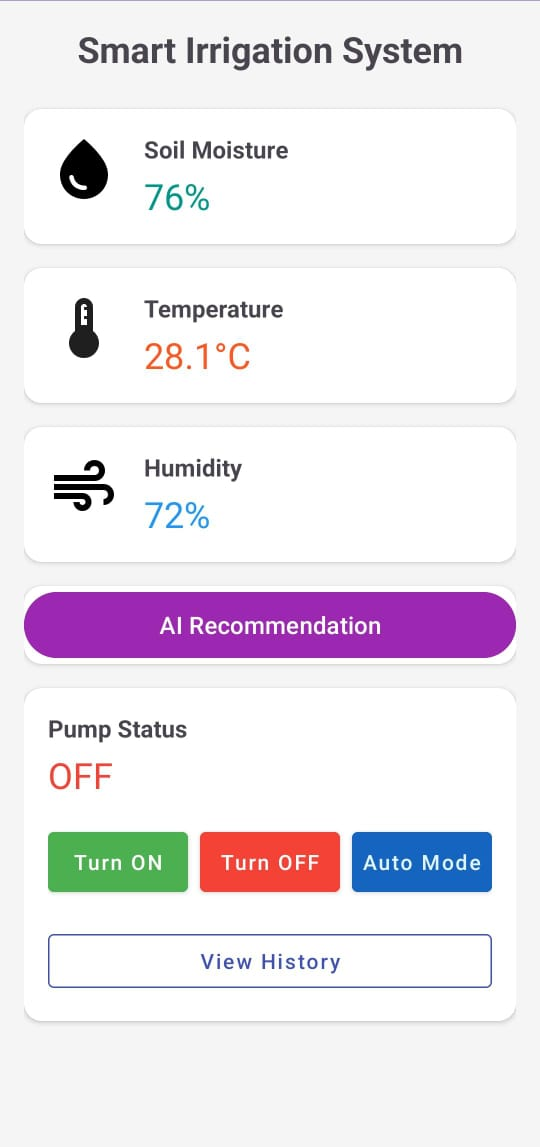 Smart Irrigation System
Soil Moisture
76%
Temperature
28.1°C
Humidity
72%
AI Recommendation
Pump Status
OFF
Turn ON
Turn OFF
Auto Mode
View History